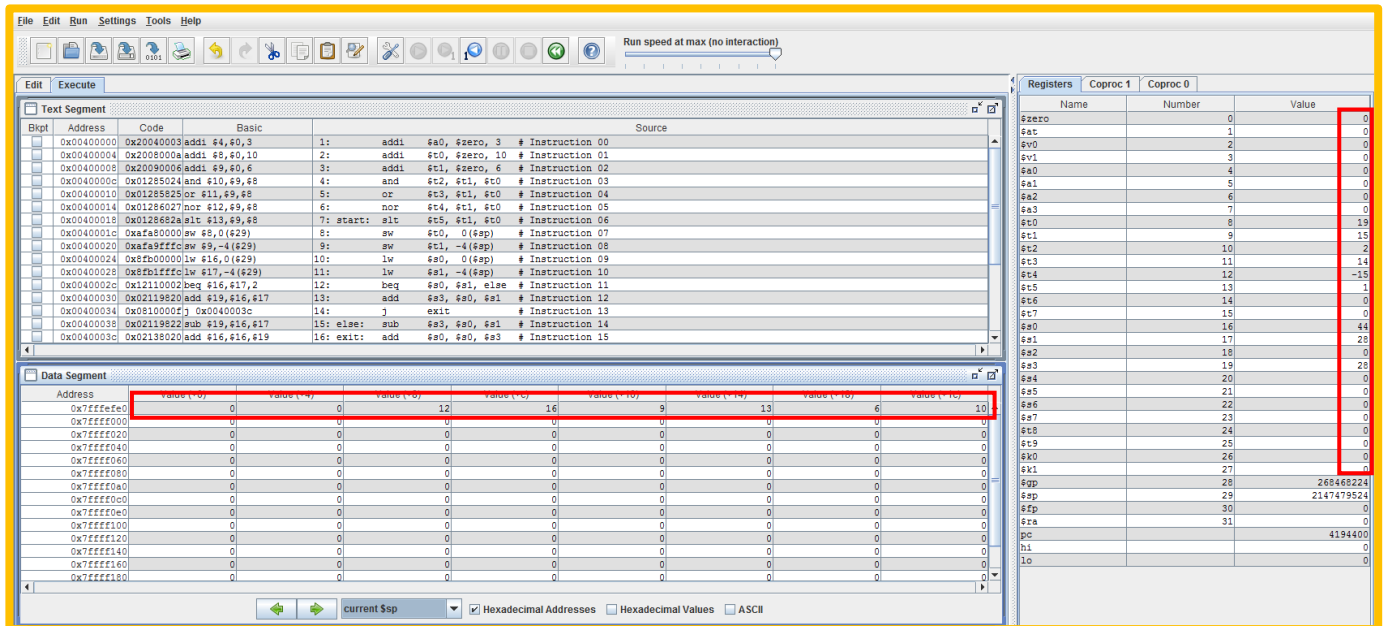 File Edit Run Settings Tools Help
Run speed at max (no interaction)
Edit Execute
Registers Coproc 1 Coproc 0
Text Segment
Bkpt Address Code Basic Source
0x00400000 0x20040003 addi $4,$0,3 1: addi $a0, $zero, 3 # Instruction 00
0x00400004 0x2008000a addi $8,$0,10 2: addi $t0, $zero, 10 # Instruction 01
0x00400008 0x20090006 addi $9,$0,6 3: addi $t1, $zero, 6 # Instruction 02
0x0040000c 0x01285024 and $10,$9,$8 4: and $t2, $t1, $t0 # Instruction 03
0x00400010 0x01285825 or $11,$9,$8 5: or $t3, $t1, $t0 # Instruction 04
0x00400014 0x01286027 nor $12,$9,$8 6: nor $t4, $t1, $t0 # Instruction 05
0x00400018 0x0128682a slt $13,$9,$8 7: start: slt $t5, $t1, $t0 # Instruction 06
0x0040001c 0xafa80000 sw $8,0($29) 8: sw $t0, 0($sp) # Instruction 07
0x00400020 0xafa9fffc sw $9,-4($29) 9: sw $t1, -4($sp) # Instruction 08
0x00400024 0x8fb00000 lw $16,0($29) 10: lw $s0, 0($sp) # Instruction 09
0x00400028 0x8fb1fffc lw $17,-4($29) 11: lw $s1, -4($sp) # Instruction 10
0x0040002c 0x12110002 beq $16,$17,2 12: beq $s0, $s1, else # Instruction 11
0x00400030 0x02119820 add $19,$16,$17 13: add $s3, $s0, $s1 # Instruction 12
0x00400034 0x0810000f j 0x0040003c 14: j exit # Instruction 13
0x00400038 0x02119822 sub $19,$16,$17 15: else: sub $s3, $s0, $s1 # Instruction 14
0x0040003c 0x02138020 add $16,$16,$19 16: exit: add $s0, $s0, $s3 # Instruction 15
Data Segment
Address Value (+0) Value (+4) Value (+8) Value (+c) Value (+10) Value (+14) Value (+18) Value (+1c)
0x7fffefe0 0 0 12 16 9 13 6 10
0x7ffff000 0 0 0 0 0 0 0 0
0x7ffff020 0 0 0 0 0 0 0 0
0x7ffff040 0 0 0 0 0 0 0 0
0x7ffff060 0 0 0 0 0 0 0 0
0x7ffff080 0 0 0 0 0 0 0 0
0x7ffff0a0 0 0 0 0 0 0 0 0
0x7ffff0c0 0 0 0 0 0 0 0 0
0x7ffff0e0 0 0 0 0 0 0 0 0
0x7ffff100 0 0 0 0 0 0 0 0
0x7ffff120 0 0 0 0 0 0 0 0
0x7ffff140 0 0 0 0 0 0 0 0
0x7ffff160 0 0 0 0 0 0 0 0
0x7ffff180 0 0 0 0 0 0 0 0
current $sp Hexadecimal Addresses Hexadecimal Values ASCII
Name Number Value
$zero 0 0
$at 1 0
$v0 2 0
$v1 3 0
$a0 4 0
$a1 5 0
$a2 6 0
$a3 7 0
$t0 8 19
$t1 9 15
$t2 10 2
$t3 11 14
$t4 12 -15
$t5 13 1
$t6 14 0
$t7 15 0
$s0 16 44
$s1 17 28
$s2 18 0
$s3 19 28
$s4 20 0
$s5 21 0
$s6 22 0
$s7 23 0
$t8 24 0
$t9 25 0
$k0 26 0
$k1 27 0
$gp 28 268468224
$sp 29 2147479524
$fp 30 0
$ra 31 0
pc 4194400
hi 0
lo 0